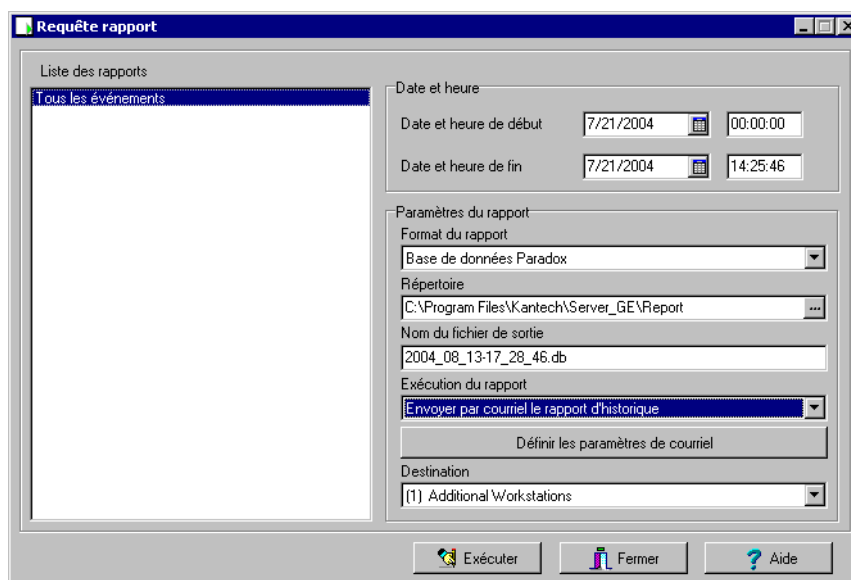 Requête rapport
Liste des rapports
Tous les événements
Date et heure
Date et heure de début
7/21/2004
00:00:00
Date et heure de fin
7/21/2004
14:25:46
Paramètres du rapport
Format du rapport
Base de données Paradox
Répertoire
C:\Program Files\Kantech\Server_GE\Report
...
Nom du fichier de sortie
2004_08_13-17_28_46.db
Exécution du rapport
Envoyer par courriel le rapport d'historique
Définir les paramètres de courriel
Destination
(1) Additional Workstations
Exécuter
Fermer
? Aide